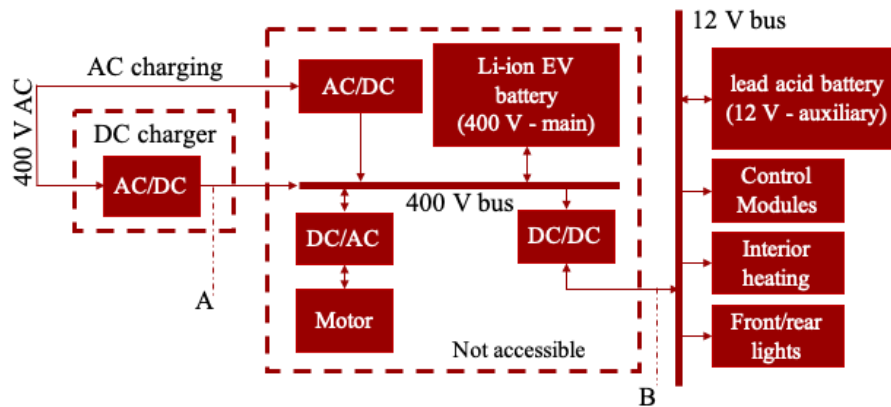 12 V bus
AC charging
400 V AC
DC charger
AC/DC
AC/DC
Li-ion EV
battery
(400 V - main)
lead acid battery
(12 V - auxiliary)
400 V bus
Control
Modules
DC/AC
DC/DC
Interior
heating
A
Motor
Not accessible
Front/rear
lights
B